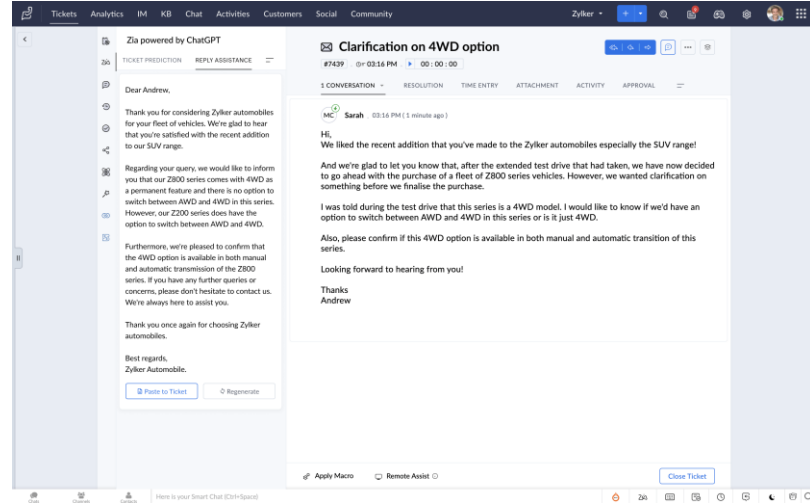 Tickets Analytics IM KB Chat Activities Customers Social Community Zylker
Zia powered by ChatGPT
TICKET PREDICTION REPLY ASSISTANCE
Dear Andrew,
Thank you for considering Zylker automobiles
for your fleet of vehicles. We're glad to hear
that you're satisfied with the recent addition
to our SUV range.
Regarding your query, we would like to inform
you that our Z800 series comes with 4WD as
a permanent feature and there is no option to
switch between AWD and 4WD in this series.
However, our Z200 series does have the
option to switch between AWD and 4WD.
Furthermore, we're pleased to confirm that
the 4WD option is available in both manual
and automatic transmission of the Z800
series. If you have any further queries or
concerns, please don't hesitate to contact us.
We're always here to assist you.
Thank you once again for choosing Zylker
automobiles.
Best regards,
Zylker Automobile.
Paste to Ticket Regenerate
Clarification on 4WD option
#7439 03:16 PM 00 : 00 : 00
1 CONVERSATION RESOLUTION TIME ENTRY ATTACHMENT ACTIVITY APPROVAL
MC Sarah 03:16 PM ( 1 minute ago )
Hi,
We liked the recent addition that you've made to the Zylker automobiles especially the SUV range!
And we're glad to let you know that, after the extended test drive that had taken, we have now decided
to go ahead with the purchase of a fleet of Z800 series vehicles. However, we wanted clarification on
something before we finalise the purchase.
I was told during the test drive that this series is a 4WD model. I would like to know if we'd have an
option to switch between AWD and 4WD in this series or is it just 4WD.
Also, please confirm if this 4WD option is available in both manual and automatic transition of this
series.
Looking forward to hearing from you!
Thanks
Andrew
Apply Macro Remote Assist Close Ticket
Chats Channels Contacts Here is your Smart Chat (Ctrl+Space)